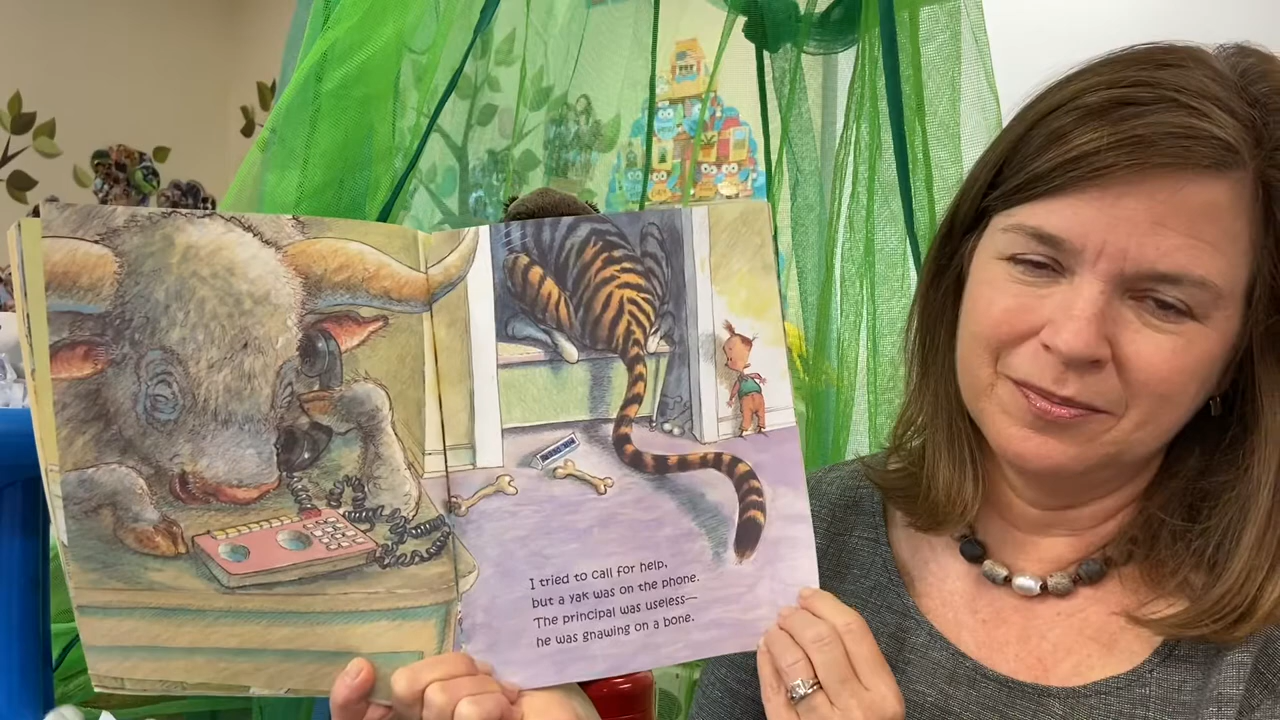 I tried to call for help,
but a yak was on the phone.
The principal was useless—
he was gnawing on a bone.